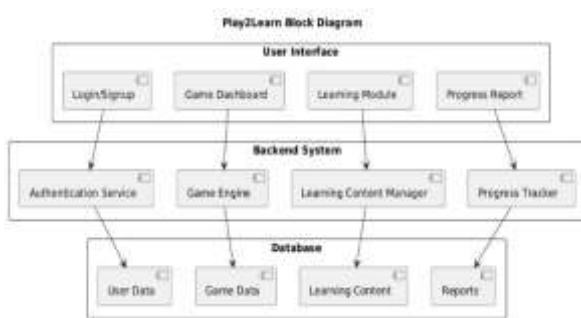 Play2Learn Block Diagram
User Interface
Login/Signup
Game Dashboard
Learning Module
Progress Report
Backend System
Authentication Service
Game Engine
Learning Content Manager
Progress Tracker
Database
User Data
Game Data
Learning Content
Reports